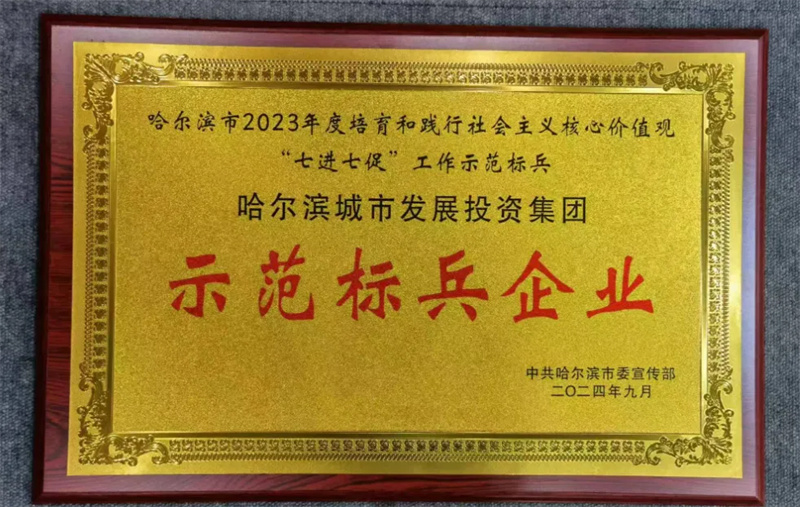 哈尔滨市2023年度培育和践行社会主义核心价值观
“七进七促”工作示范标兵
哈尔滨城市发展投资集团
示范标兵企业
中共哈尔滨市委宣传部
二〇二四年九月